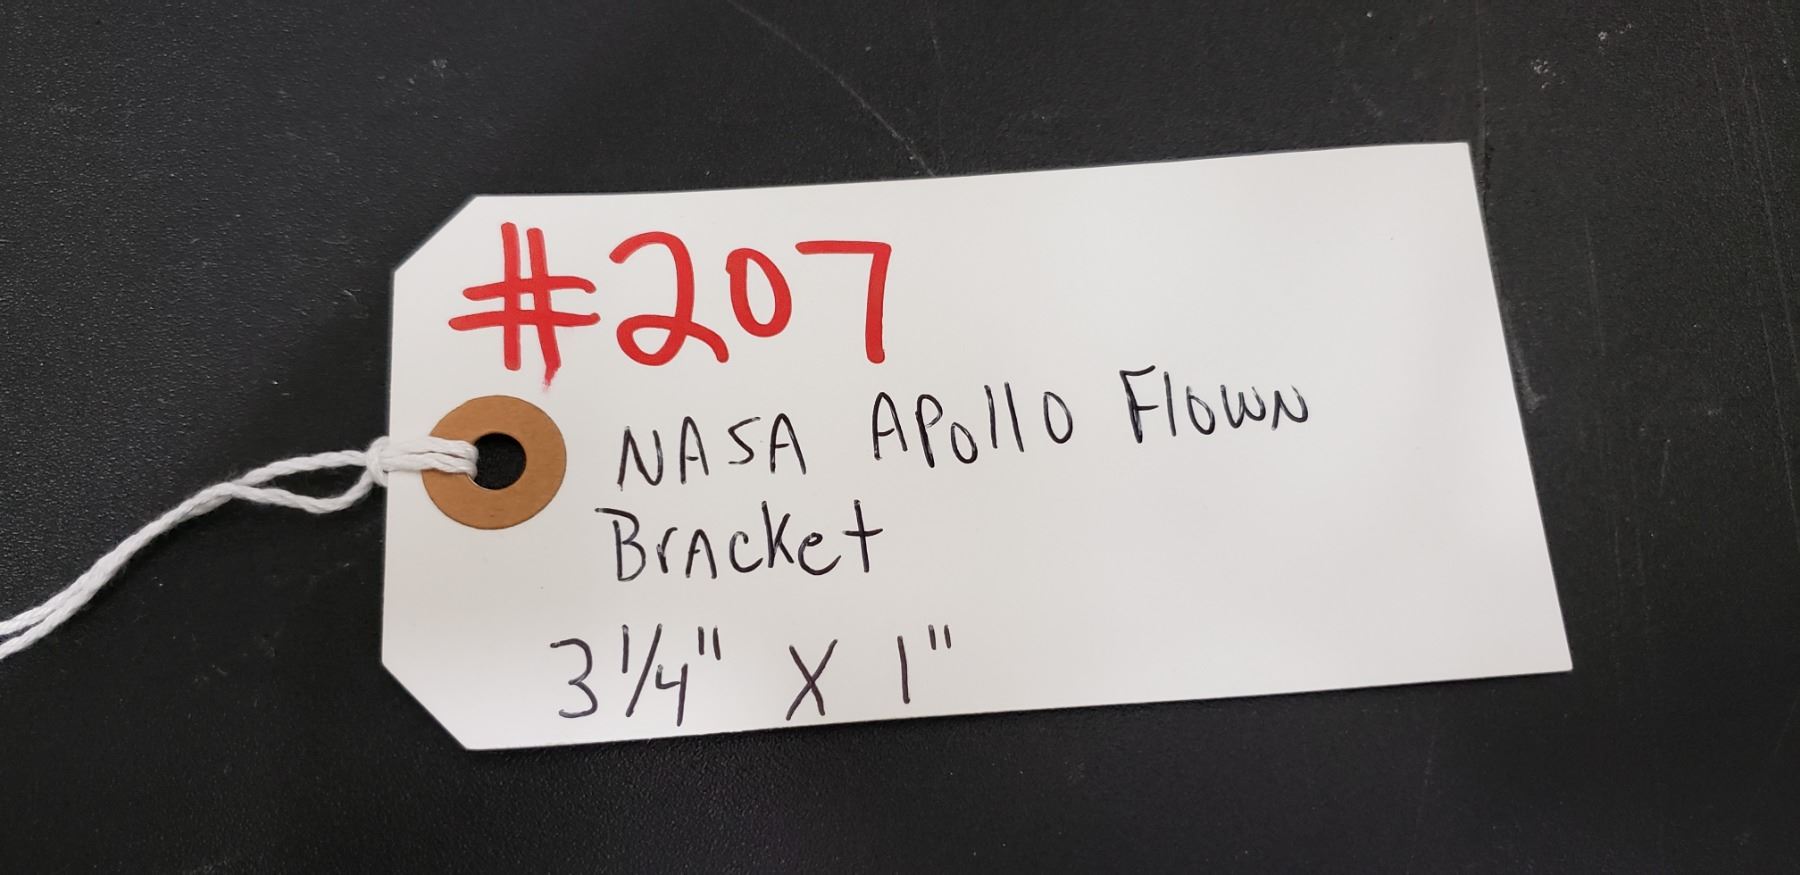 #207
NASA Apollo Flown
Bracket
3 1/4" X 1"